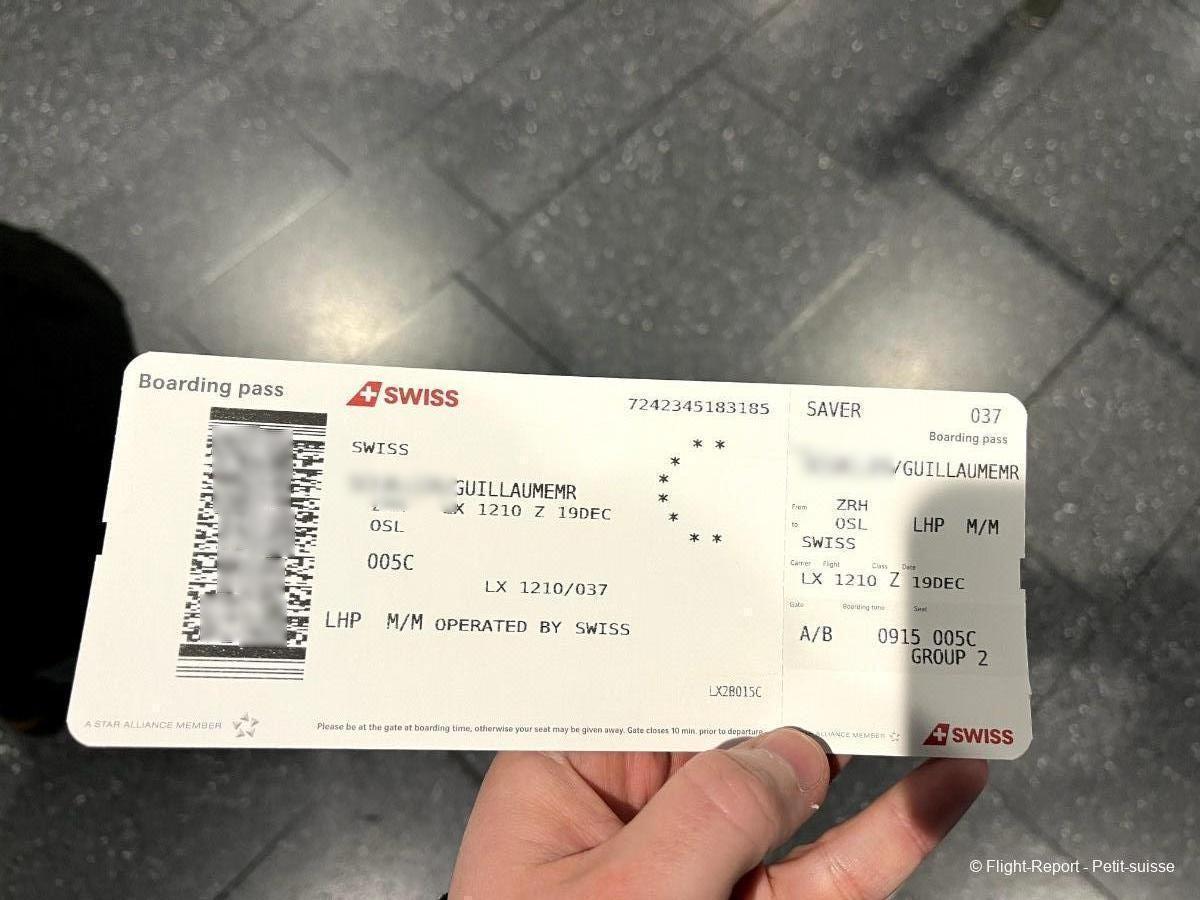 Boarding pass
SWISS
7242345183185
SWISS
GUILLAUMEMR
LX 1210 Z 19DEC
OSL
005C
LX 1210/037
LHP M/M OPERATED BY SWISS
* *
*
*
*
*
* *
LX2B015C
A STAR ALLIANCE MEMBER
Please be at the gate at boarding time, otherwise your seat may be given away. Gate closes 10 min. prior to departure.
SAVER 037
Boarding pass
/GUILLAUMEMR
From ZRH
to OSL LHP M/M
SWISS
Carrier Flight Class Date
LX 1210 Z 19DEC
Gate Boarding time Seat
A/B 0915 005C
GROUP 2
ALLIANCE MEMBER
SWISS
© Flight-Report - Petit-suisse